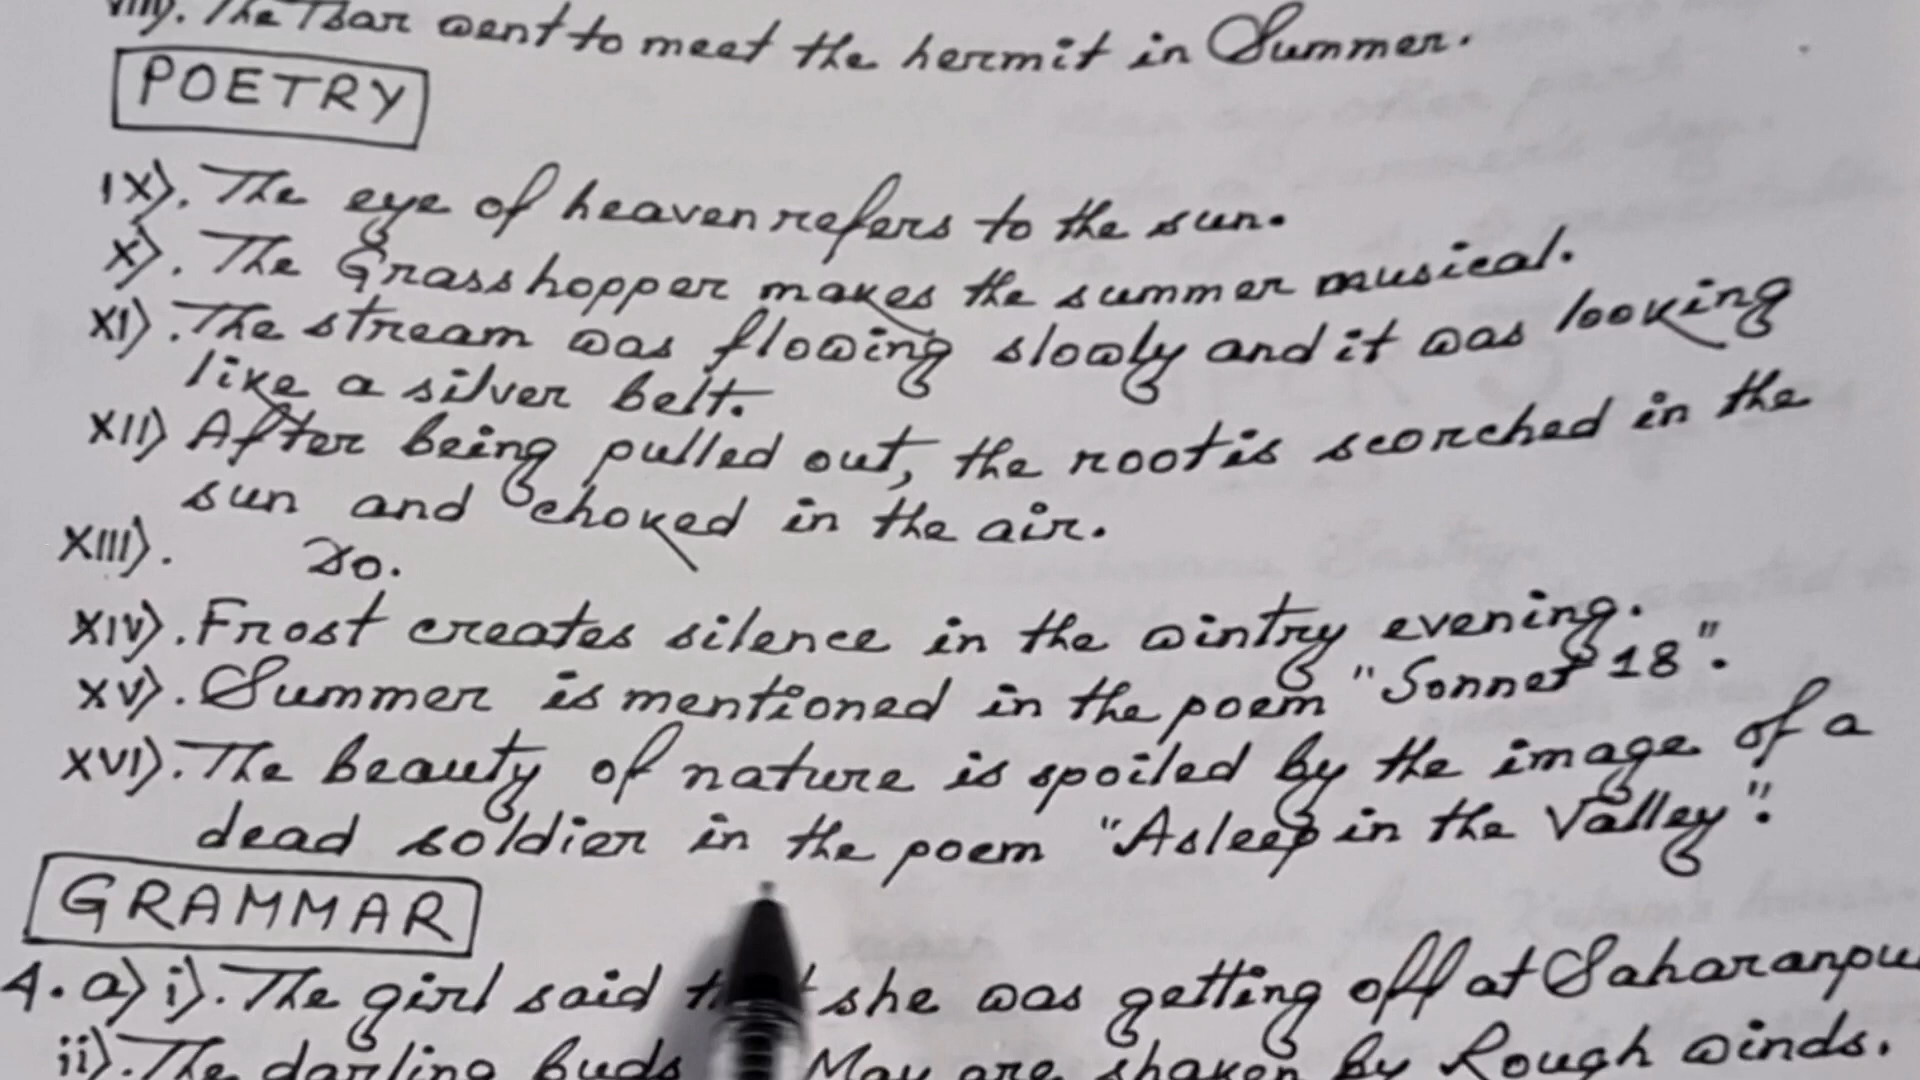 viii). The Tsar went to meet the hermit in Summer.
POETRY
IX). The eye of heaven refers to the sun.
X). The Grasshopper makes the summer musical.
XI). The stream was flowing slowly and it was looking
like a silver belt.
XII) After being pulled out, the root is scorched in the
sun and choked in the air.
XIII). Do.
XIV). Frost creates silence in the wintry evening.
XV). Summer is mentioned in the poem "Sonnet 18".
XVI). The beauty of nature is spoiled by the image of a
dead soldier in the poem "Asleep in the Valley".
GRAMMAR
4. a) i). The girl said she was getting off at Saharanpu
ii). The darling buds May are shaken by Rough winds.